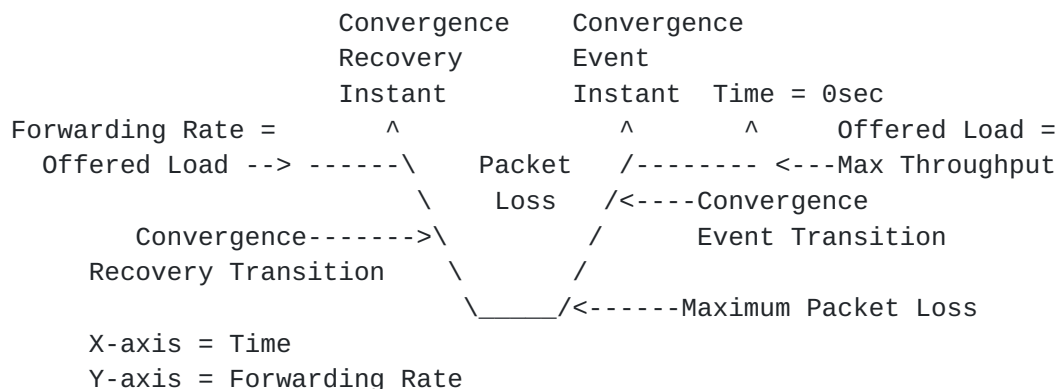 Convergence    Convergence
Recovery       Event
Instant        Instant  Time = 0sec
Forwarding Rate =       ^               ^       ^     Offered Load =
Offered Load --> ------\    Packet   /-------- <---Max Throughput
\    Loss   /<----Convergence
Convergence------->\         /      Event Transition
Recovery Transition    \       /
\_____/<------Maximum Packet Loss
X-axis = Time
Y-axis = Forwarding Rate